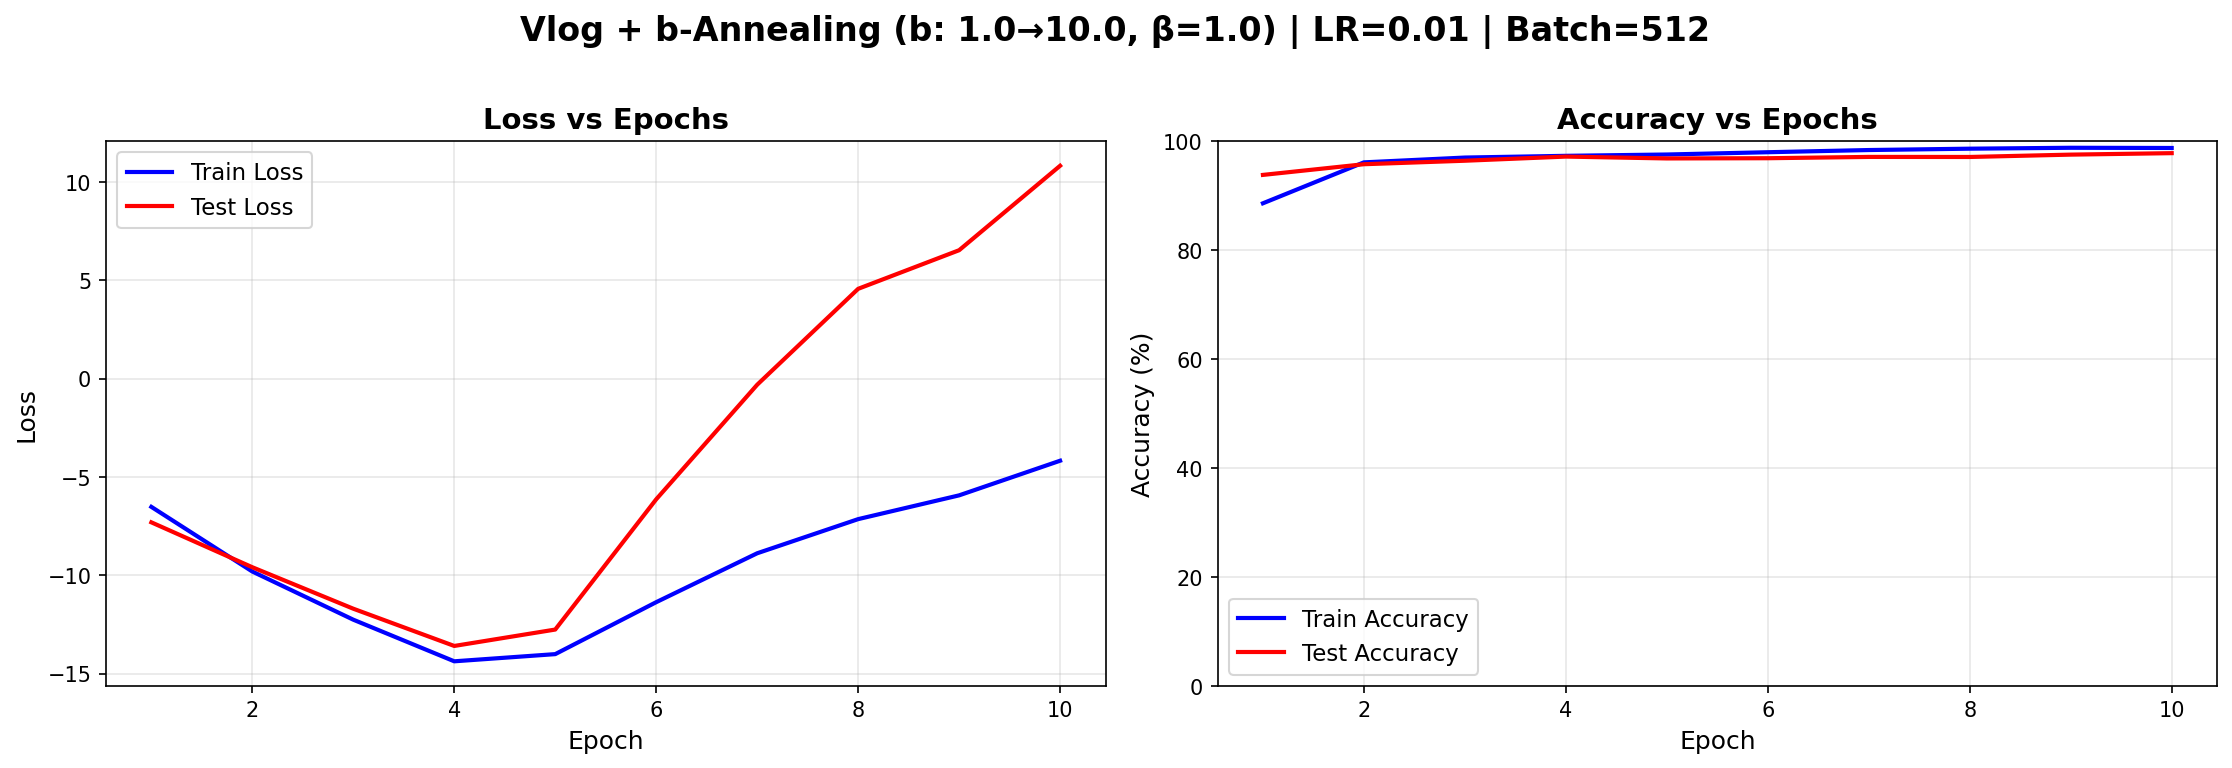 Vlog + b-Annealing (b: 1.0→10.0, β=1.0) | LR=0.01 | Batch=512
Loss vs Epochs
Train Loss
Test Loss
10
5
0
−5
−10
−15
Loss
2
4
6
8
10
Epoch
Accuracy vs Epochs
100
80
60
40
20
0
Accuracy (%)
Train Accuracy
Test Accuracy
2
4
6
8
10
Epoch